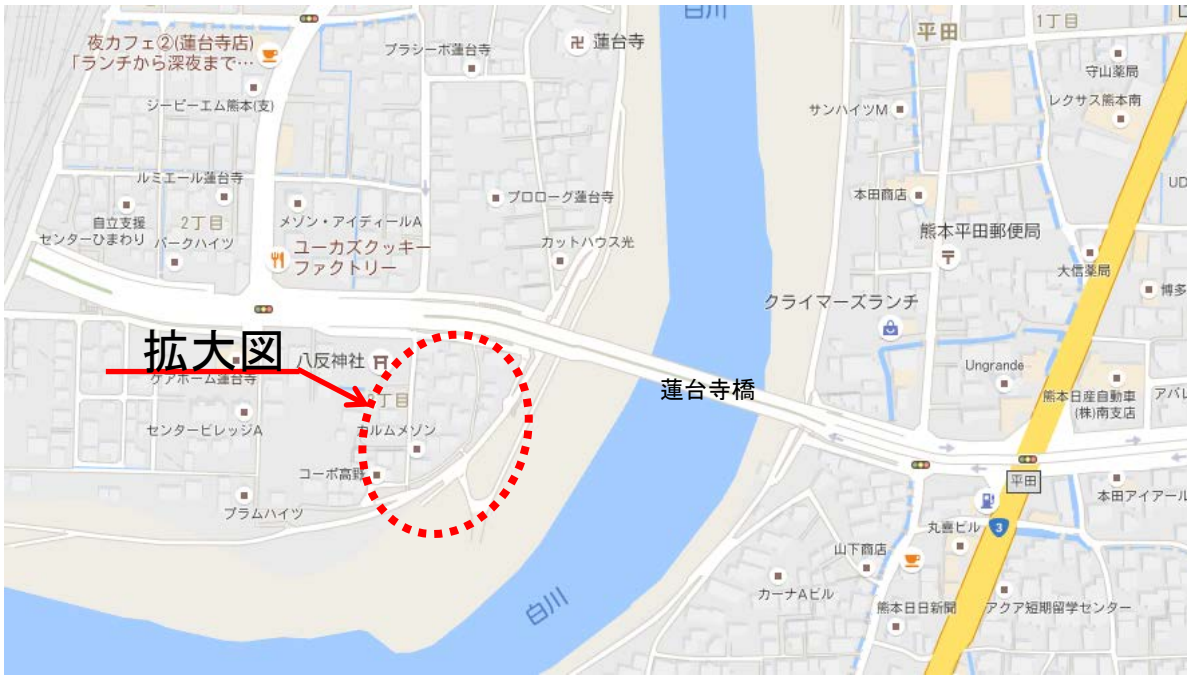 白川
夜カフェ②(蓮台寺店)
「ランチから深夜まで…
ブラシーボ蓮台寺
蓮台寺
平田
1丁目
守山薬局
ジーピーエム熊本(支)
サンハイツM
レクサス熊本南
ルミエール蓮台寺
プロローグ蓮台寺
本田商店
UD
自立支援
センターひまわり
2丁目
パークハイツ
メゾン・アイディールA
ユーカズクッキー
ファクトリー
カットハウス光
熊本平田郵便局
大信薬局
博多
クライマーズランチ
拡大図
八反神社
ケアホーム蓮台寺
蓮台寺橋
Ungrande
熊本日産自動車
(株)南支店
アバレ
丁目
センタービレッジA
カルムメゾン
コーポ高野
プラムハイツ
平田
本田アイアール
丸喜ビル
3
山下商店
白川
カーナAビル
熊本日日新聞
アクア短期留学センター